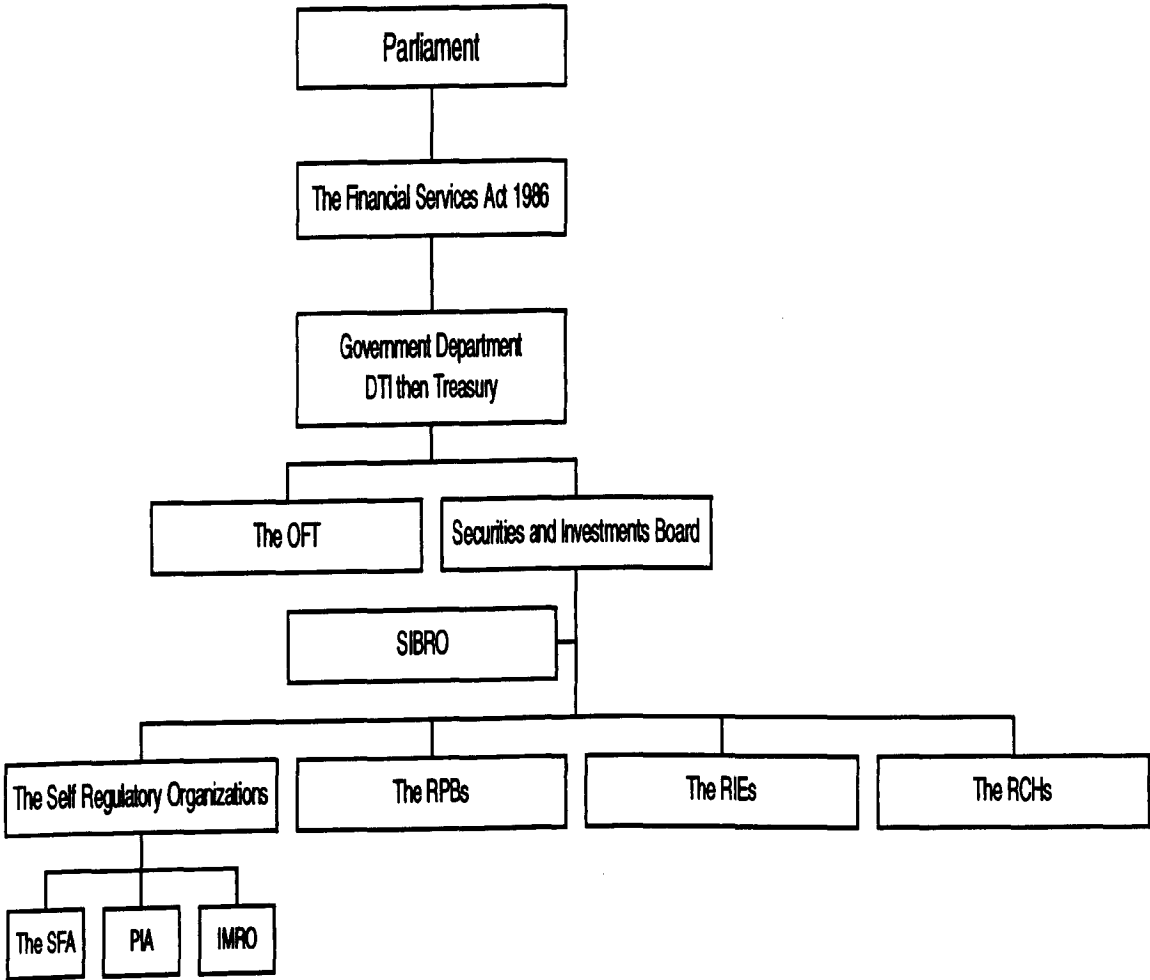 Parliament
The Financial Services Act 1986
Government Department
DTI then Treasury
The OFT
Securities and Investments Board
SIBRO
The Self Regulatory Organizations
The RPBs
The RIEs
The RCHs
The SFA
PIA
IMRO